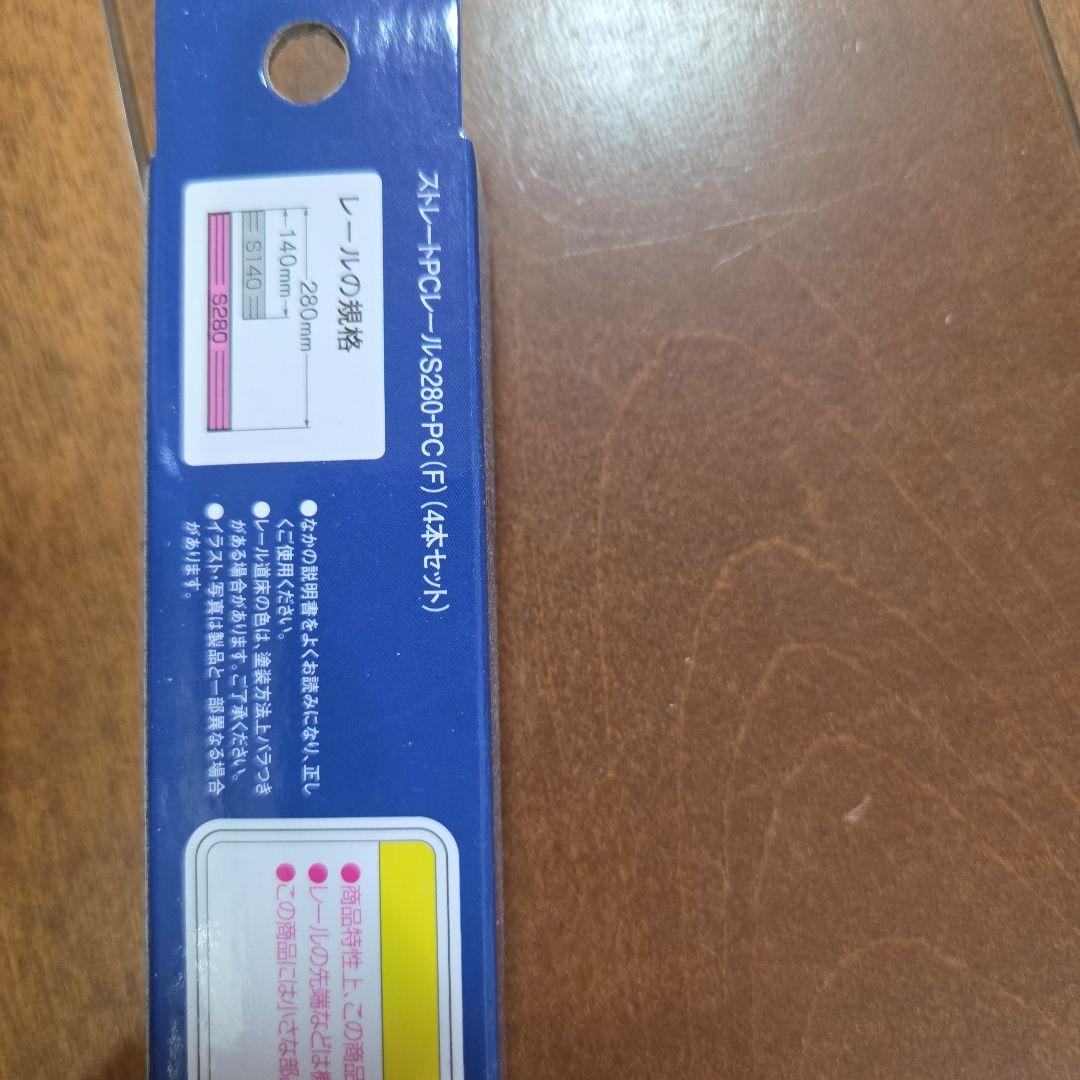 ストレートPCレールS280-PC(F)(4本セット)
レールの規格
280mm
140mm
S140
S280
●なかの説明書をよくお読みになり、正し
くご使用ください。
●レール道床の色は、塗装方法上バラつき
がある場合があります。ご了承ください。
●イラスト・写真は製品と一部異なる場合
があります。
●商品特性上、この商品
●レールの先端などは機
●この商品には小さな部